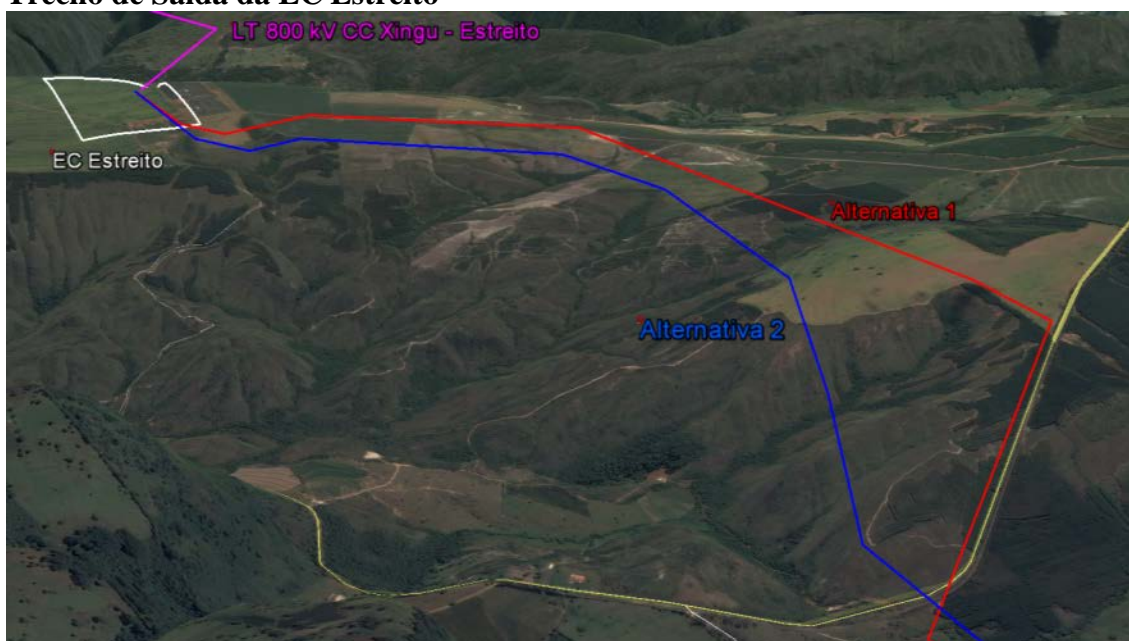 Trecho de Saída da EC Estreito
LT 800 kV CC Xingu - Estreito
EC Estreito
Alternativa 1
Alternativa 2